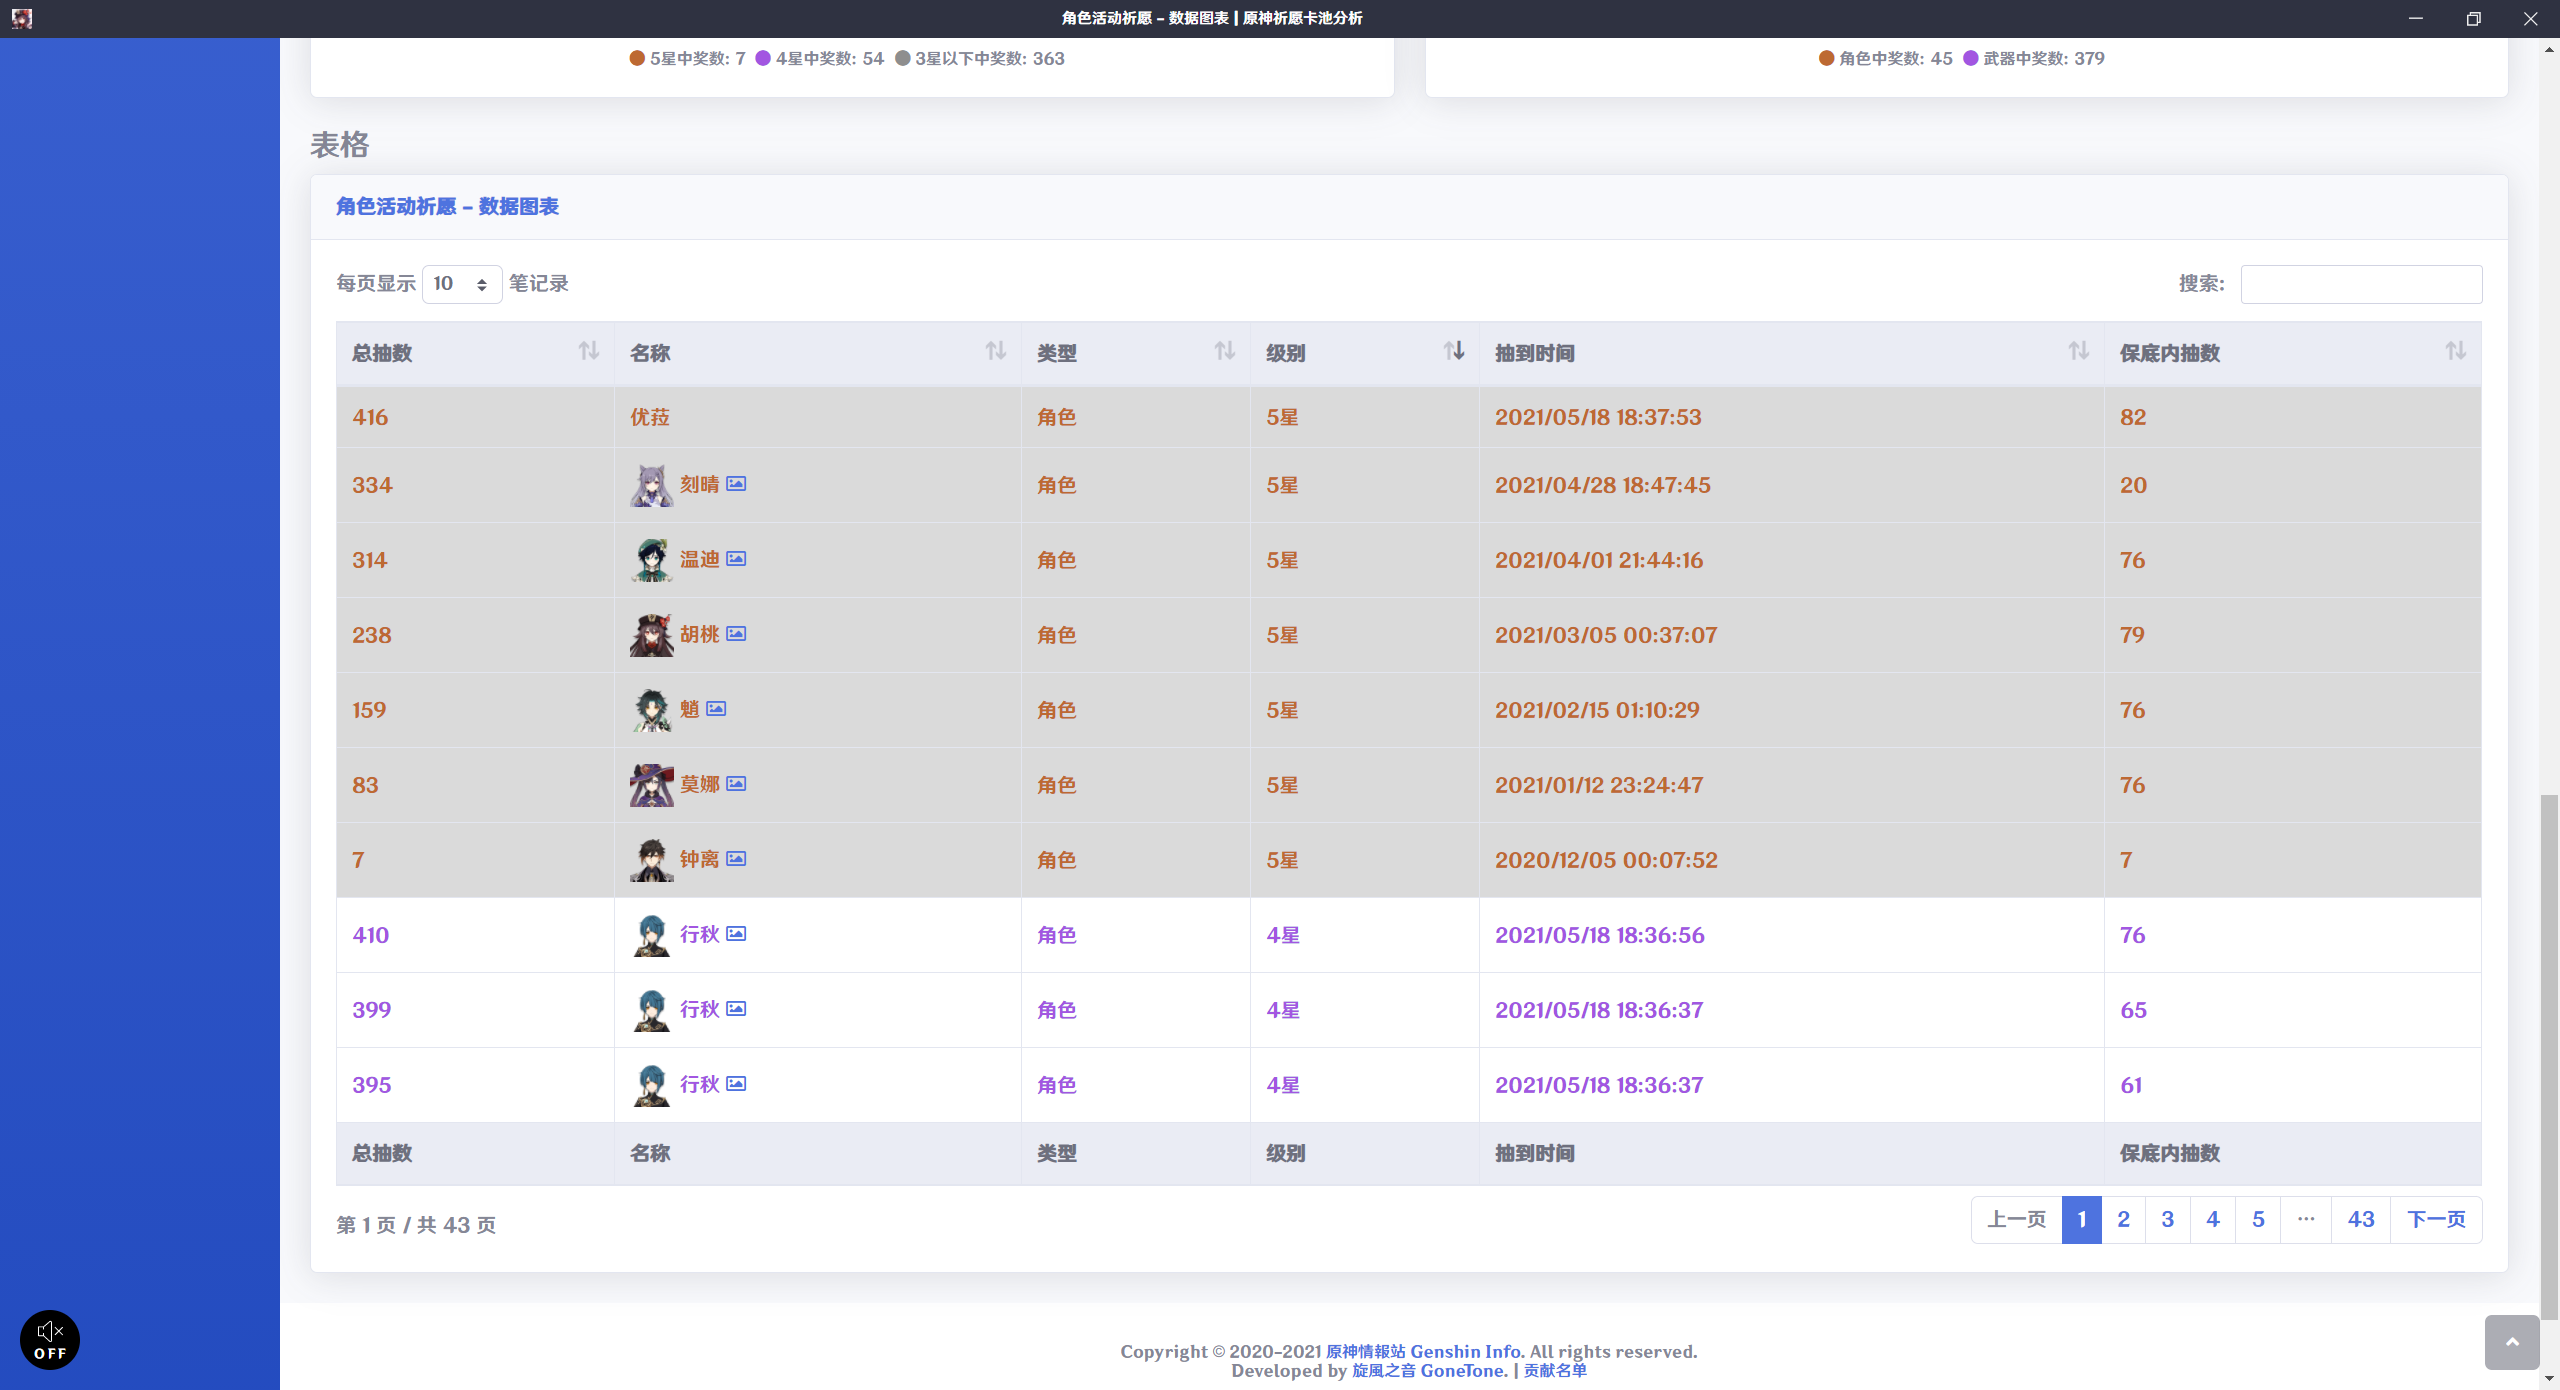 角色活动祈愿 - 数据图表 | 原神祈愿卡池分析
5星中奖数: 7 4星中奖数: 54 3星以下中奖数: 363
角色中奖数: 45 武器中奖数: 379
表格
角色活动祈愿 - 数据图表
每页显示 10 笔记录
搜索:
总抽数 名称 类型 级别 抽到时间 保底内抽数
416 优菈 角色 5星 2021/05/18 18:37:53 82
334 刻晴 角色 5星 2021/04/28 18:47:45 20
314 温迪 角色 5星 2021/04/01 21:44:16 76
238 胡桃 角色 5星 2021/03/05 00:37:07 79
159 魈 角色 5星 2021/02/15 01:10:29 76
83 莫娜 角色 5星 2021/01/12 23:24:47 76
7 钟离 角色 5星 2020/12/05 00:07:52 7
410 行秋 角色 4星 2021/05/18 18:36:56 76
399 行秋 角色 4星 2021/05/18 18:36:37 65
395 行秋 角色 4星 2021/05/18 18:36:37 61
总抽数 名称 类型 级别 抽到时间 保底内抽数
第 1 页 / 共 43 页
上一页 1 2 3 4 5 … 43 下一页
OFF
Copyright © 2020-2021 原神情報站 Genshin Info. All rights reserved.
Developed by 旋風之音 GoneTone. | 贡献名单